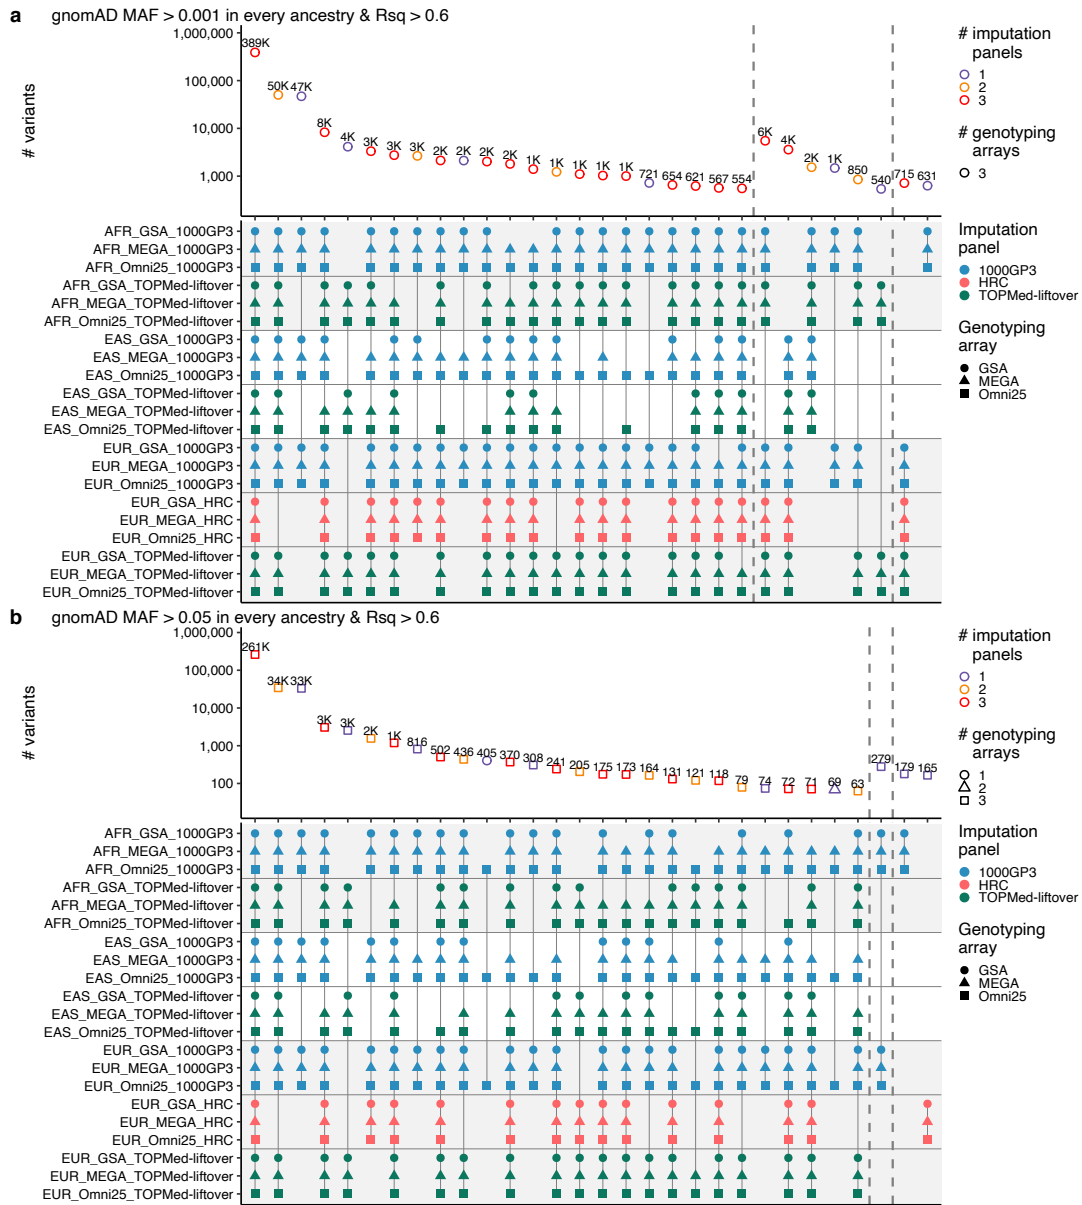 a gnomAD MAF > 0.001 in every ancestry & Rsq > 0.6
# variants
1,000,000
100,000
10,000
1,000
389K 50K 47K 8K 4K 3K 3K 3K 2K 2K 2K 2K 1K 1K 1K 1K 1K 721 654 621 567 554 6K 4K 2K 1K 850 540 715 631
# imputation
panels
1
2
3
# genotyping
arrays
3
AFR_GSA_1000GP3
AFR_MEGA_1000GP3
AFR_Omni25_1000GP3
AFR_GSA_TOPMed-liftover
AFR_MEGA_TOPMed-liftover
AFR_Omni25_TOPMed-liftover
EAS_GSA_1000GP3
EAS_MEGA_1000GP3
EAS_Omni25_1000GP3
EAS_GSA_TOPMed-liftover
EAS_MEGA_TOPMed-liftover
EAS_Omni25_TOPMed-liftover
EUR_GSA_1000GP3
EUR_MEGA_1000GP3
EUR_Omni25_1000GP3
EUR_GSA_HRC
EUR_MEGA_HRC
EUR_Omni25_HRC
EUR_GSA_TOPMed-liftover
EUR_MEGA_TOPMed-liftover
EUR_Omni25_TOPMed-liftover
Imputation
panel
1000GP3
HRC
TOPMed-liftover
Genotyping
array
GSA
MEGA
Omni25
b gnomAD MAF > 0.05 in every ancestry & Rsq > 0.6
# variants
1,000,000
100,000
10,000
1,000
100
261K 34K 33K 3K 3K 2K 1K 816 502 436 405 370 308 241 205 175 173 164 131 121 118 79 74 72 71 69 63 279 179 165
# imputation
panels
1
2
3
# genotyping
arrays
1
2
3
AFR_GSA_1000GP3
AFR_MEGA_1000GP3
AFR_Omni25_1000GP3
AFR_GSA_TOPMed-liftover
AFR_MEGA_TOPMed-liftover
AFR_Omni25_TOPMed-liftover
EAS_GSA_1000GP3
EAS_MEGA_1000GP3
EAS_Omni25_1000GP3
EAS_GSA_TOPMed-liftover
EAS_MEGA_TOPMed-liftover
EAS_Omni25_TOPMed-liftover
EUR_GSA_1000GP3
EUR_MEGA_1000GP3
EUR_Omni25_1000GP3
EUR_GSA_HRC
EUR_MEGA_HRC
EUR_Omni25_HRC
EUR_GSA_TOPMed-liftover
EUR_MEGA_TOPMed-liftover
EUR_Omni25_TOPMed-liftover
Imputation
panel
1000GP3
HRC
TOPMed-liftover
Genotyping
array
GSA
MEGA
Omni25